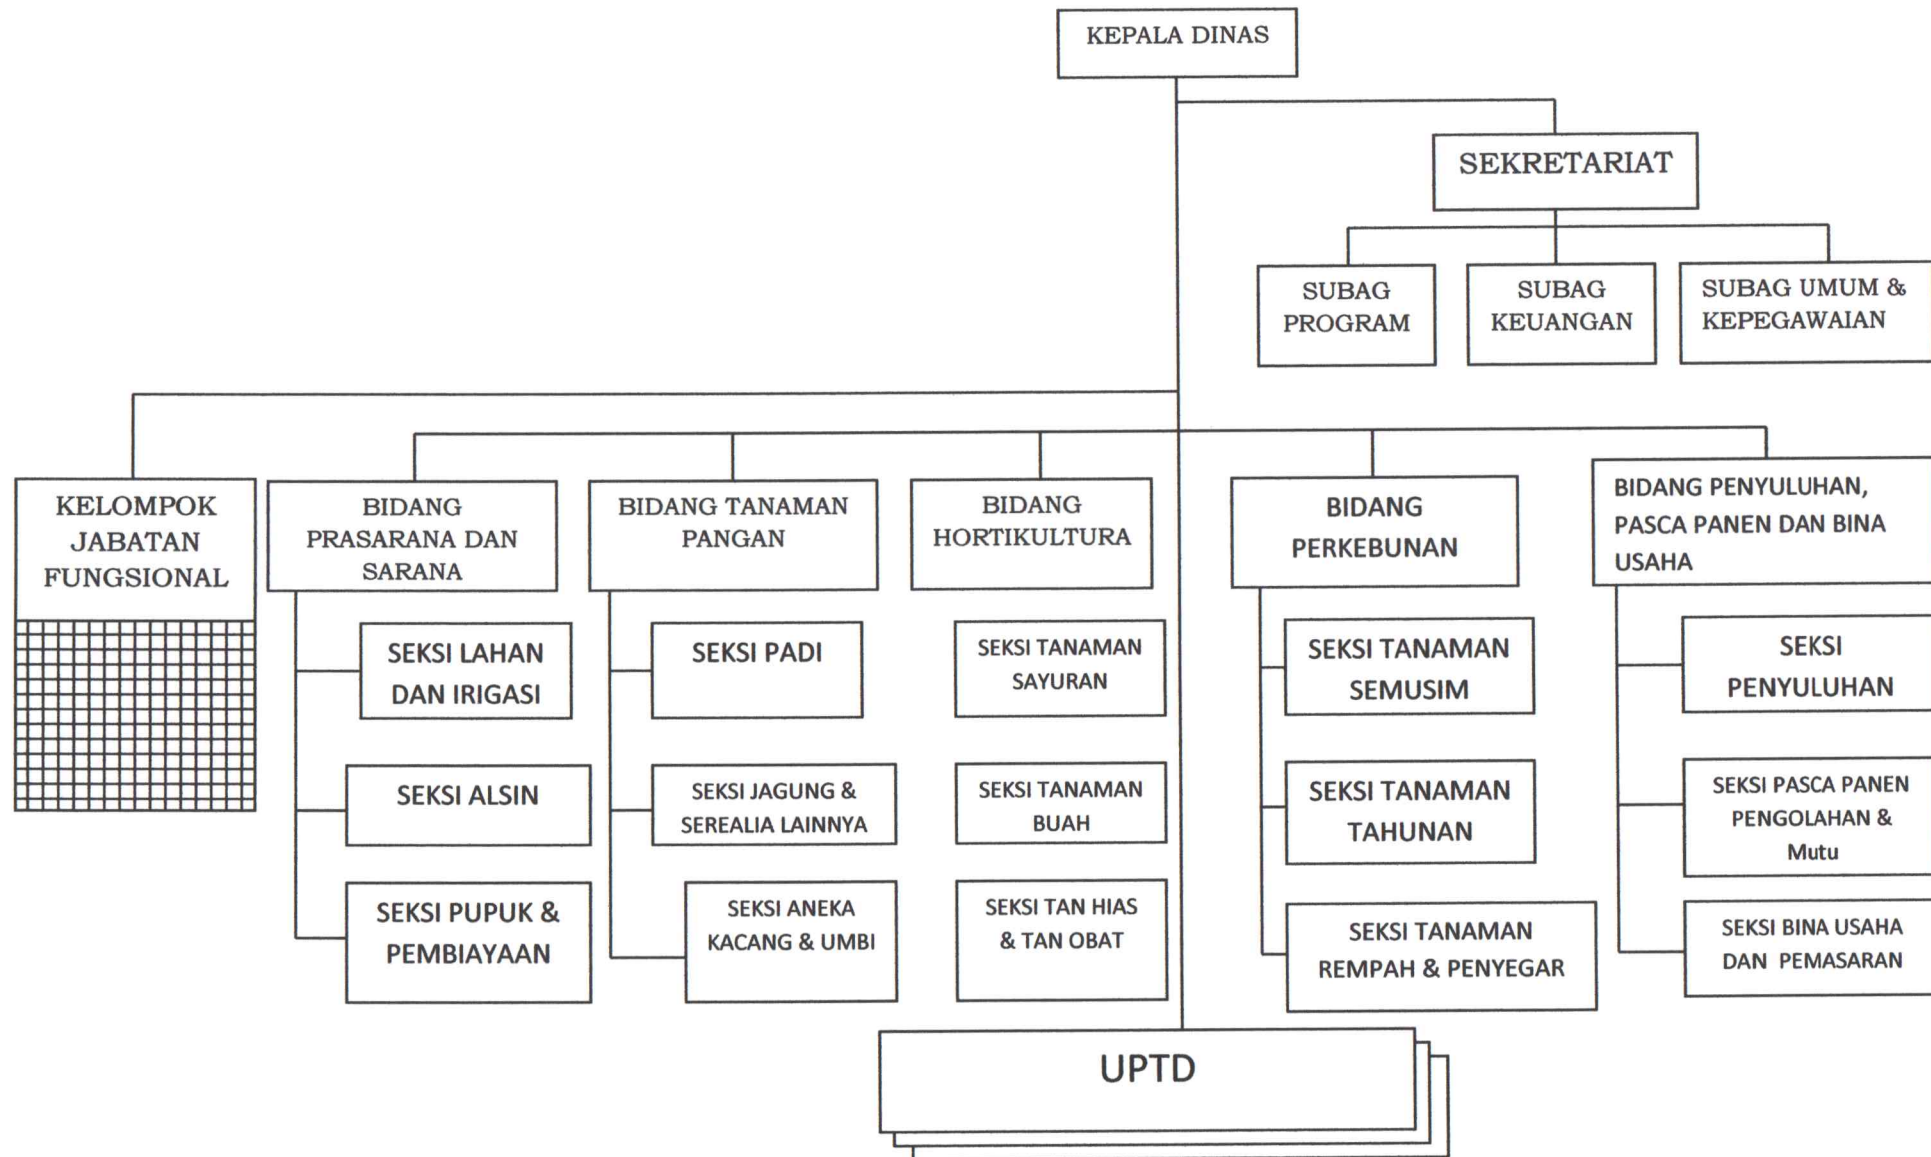 KEPALA DINAS
SEKRETARIAT
SUBAG
PROGRAM
SUBAG
KEUANGAN
SUBAG UMUM &
KEPEGAWAIAN
KELOMPOK
JABATAN
FUNGSIONAL
BIDANG
PRASARANA DAN
SARANA
BIDANG TANAMAN
PANGAN
BIDANG
HORTIKULTURA
BIDANG
PERKEBUNAN
BIDANG PENYULUHAN,
PASCA PANEN DAN BINA
USAHA
SEKSI LAHAN
DAN IRIGASI
SEKSI ALSIN
SEKSI PUPUK &
PEMBIAYAAN
SEKSI PADI
SEKSI JAGUNG &
SEREALIA LAINNYA
SEKSI ANEKA
KACANG & UMBI
SEKSI TANAMAN
SAYURAN
SEKSI TANAMAN
BUAH
SEKSI TAN HIAS
& TAN OBAT
SEKSI TANAMAN
SEMUSIM
SEKSI TANAMAN
TAHUNAN
SEKSI TANAMAN
REMPAH & PENYEGAR
SEKSI
PENYULUHAN
SEKSI PASCA PANEN
PENGOLAHAN &
Mutu
SEKSI BINA USAHA
DAN PEMASARAN
UPTD